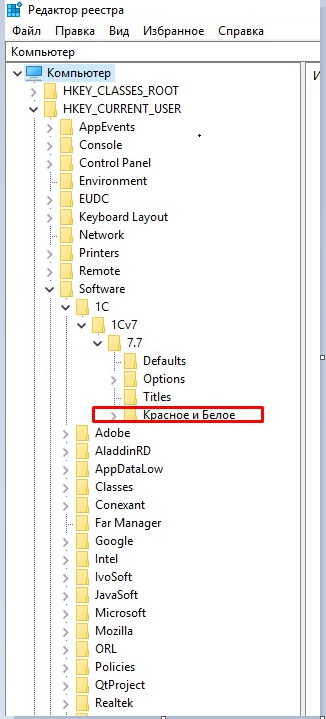 Редактор реестра
Файл Правка Вид Избранное Справка
Компьютер
Компьютер
HKEY_CLASSES_ROOT
HKEY_CURRENT_USER
AppEvents
Console
Control Panel
Environment
EUDC
Keyboard Layout
Network
Printers
Remote
Software
1C
1Cv7
7.7
Defaults
Options
Titles
Красное и Белое
Adobe
AladdinRD
AppDataLow
Classes
Conexant
Far Manager
Google
Intel
IvoSoft
JavaSoft
Microsoft
Mozilla
ORL
Policies
QtProject
Realtek